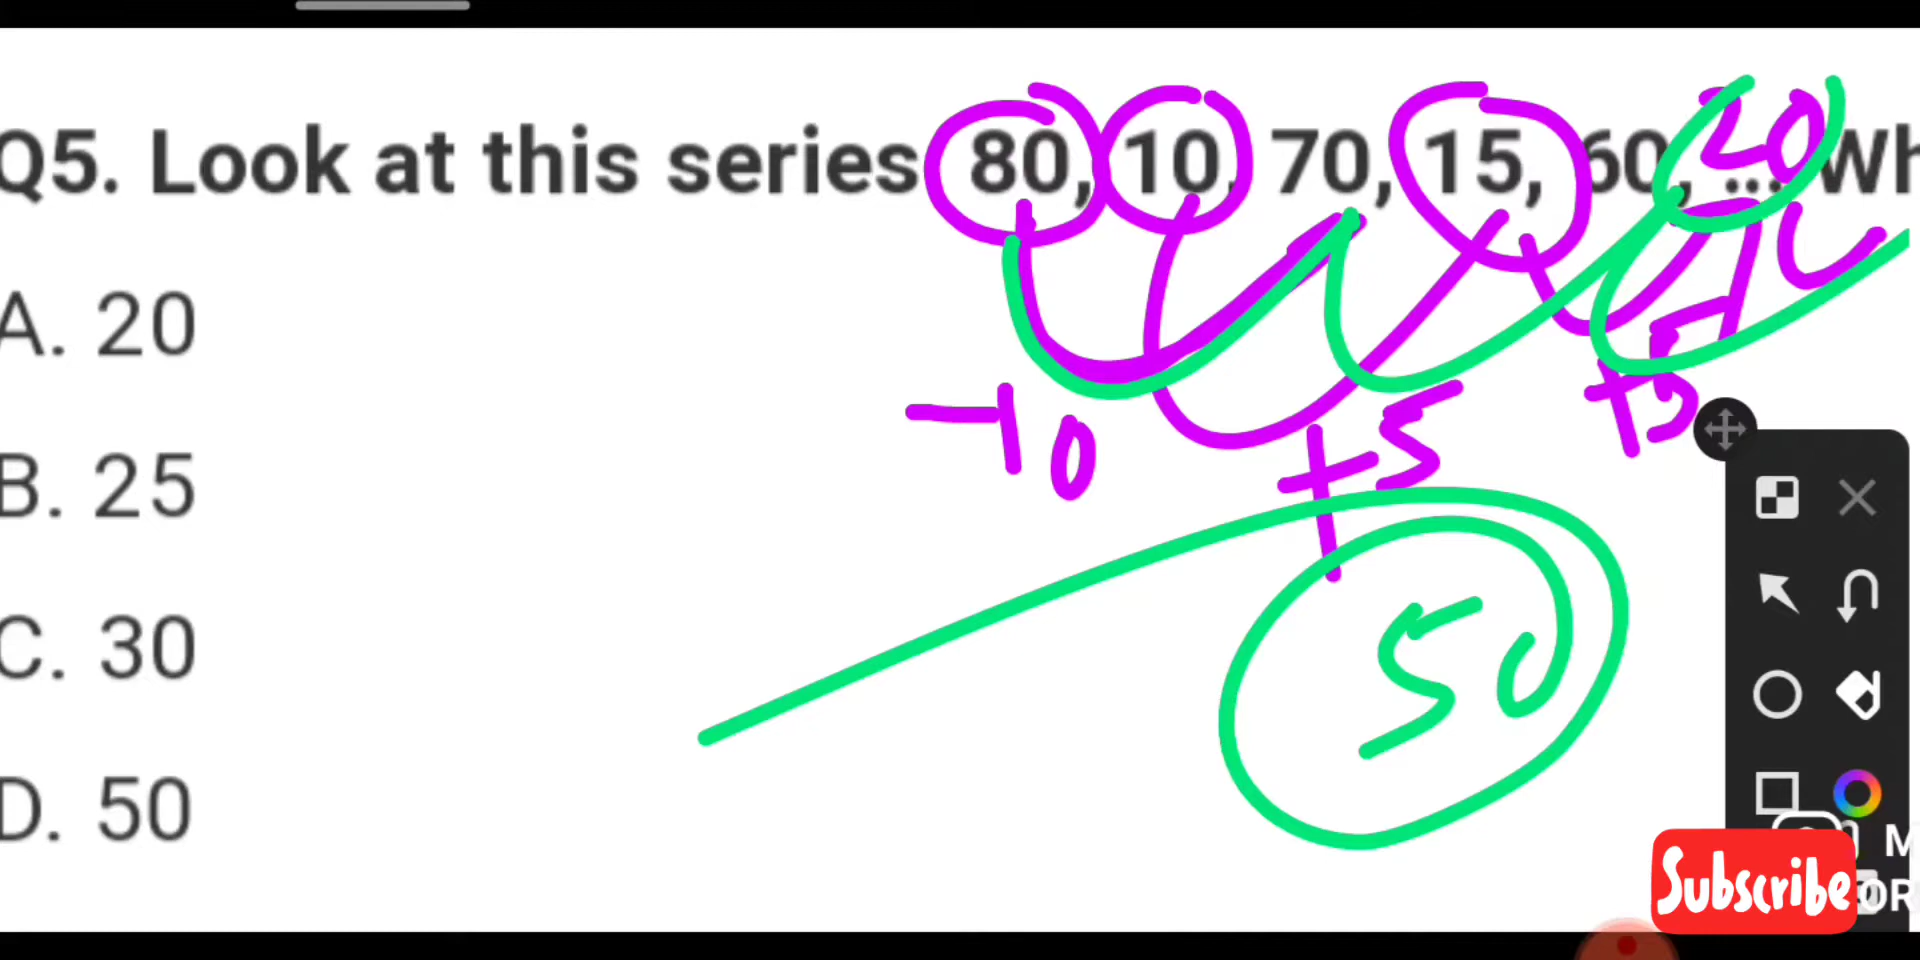 Q5. Look at this series 80, 10, 70, 15, 60, ... Wh
20
A. 20
-10
+5
+5
B. 25
50
C. 30
D. 50
Subscribe